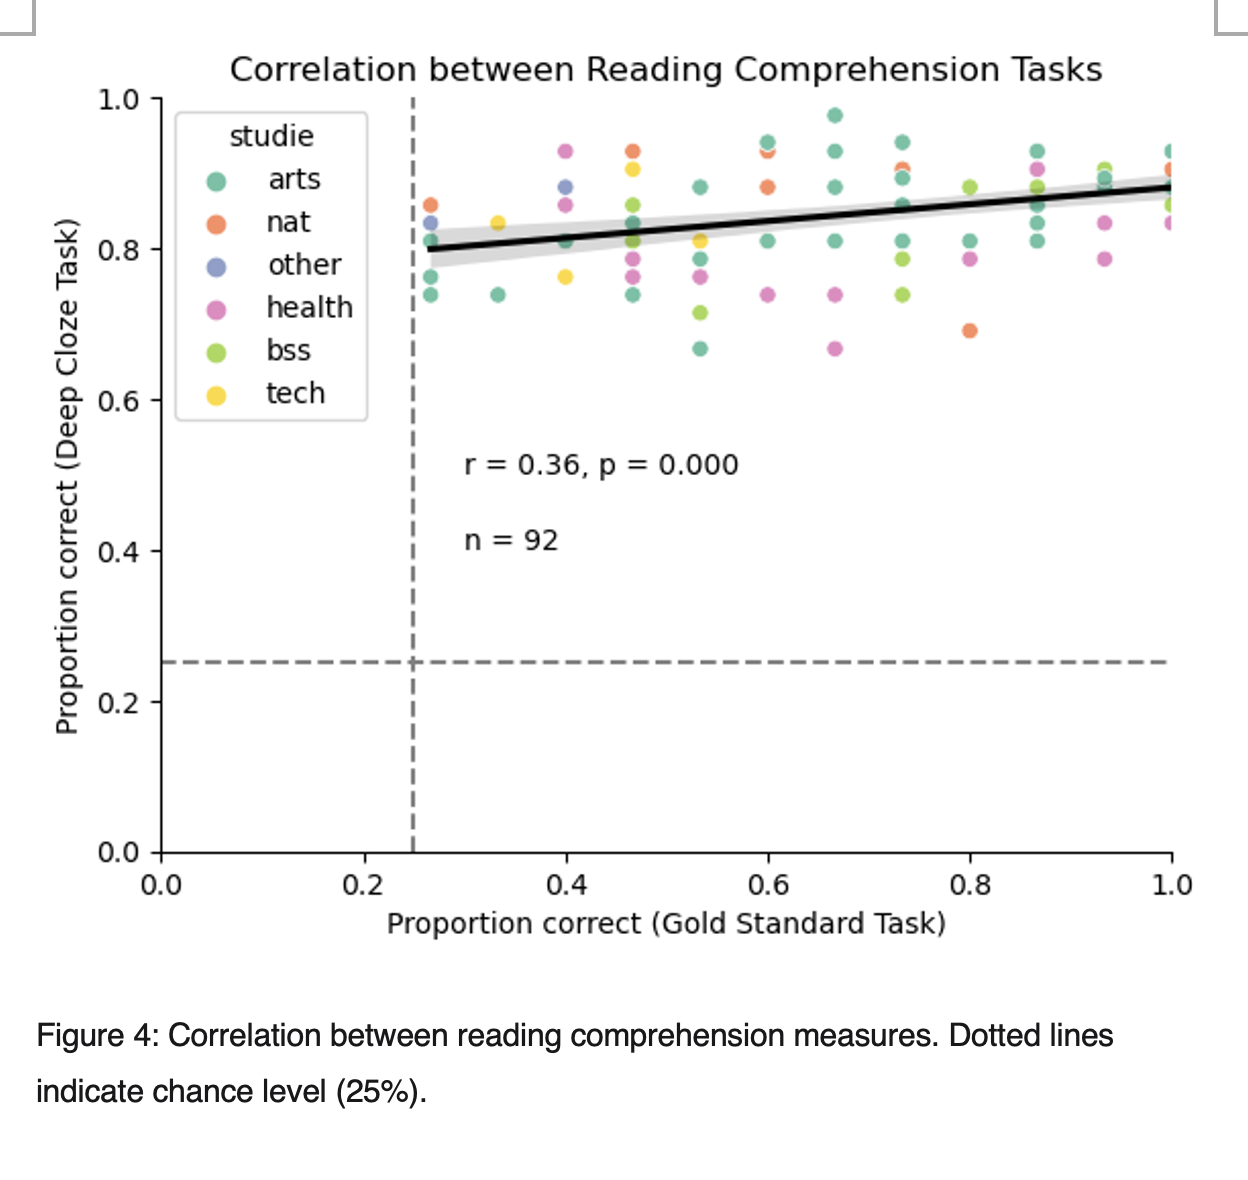 Correlation between Reading Comprehension Tasks
1.0
studie
arts
nat
other
health
bss
tech
0.8
0.6
0.4
0.2
0.0
Proportion correct (Deep Cloze Task)
r = 0.36, p = 0.000
n = 92
0.0 0.2 0.4 0.6 0.8 1.0
Proportion correct (Gold Standard Task)
Figure 4: Correlation between reading comprehension measures. Dotted lines
indicate chance level (25%).